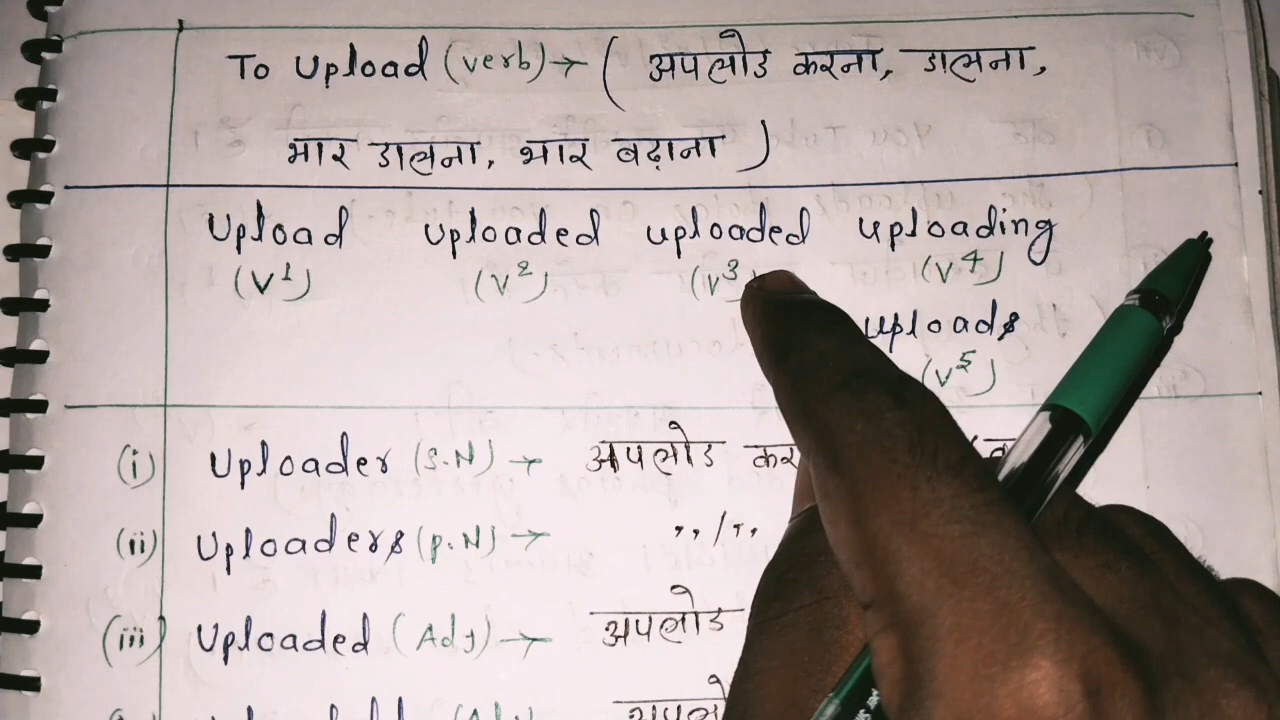 To Upload (verb) → ( अपलोड करना, डालना,
भार डालना, भार बढ़ाना )
Upload uploaded uploaded uploading
(V1) (V2) (V3) (V4)
uploads
(V5)
(i) Uploader (S.N) → अपलोड
(ii) Uploaders (P.N) → ,, / ,,
(iii) Uploaded (Adj) → अपलोड